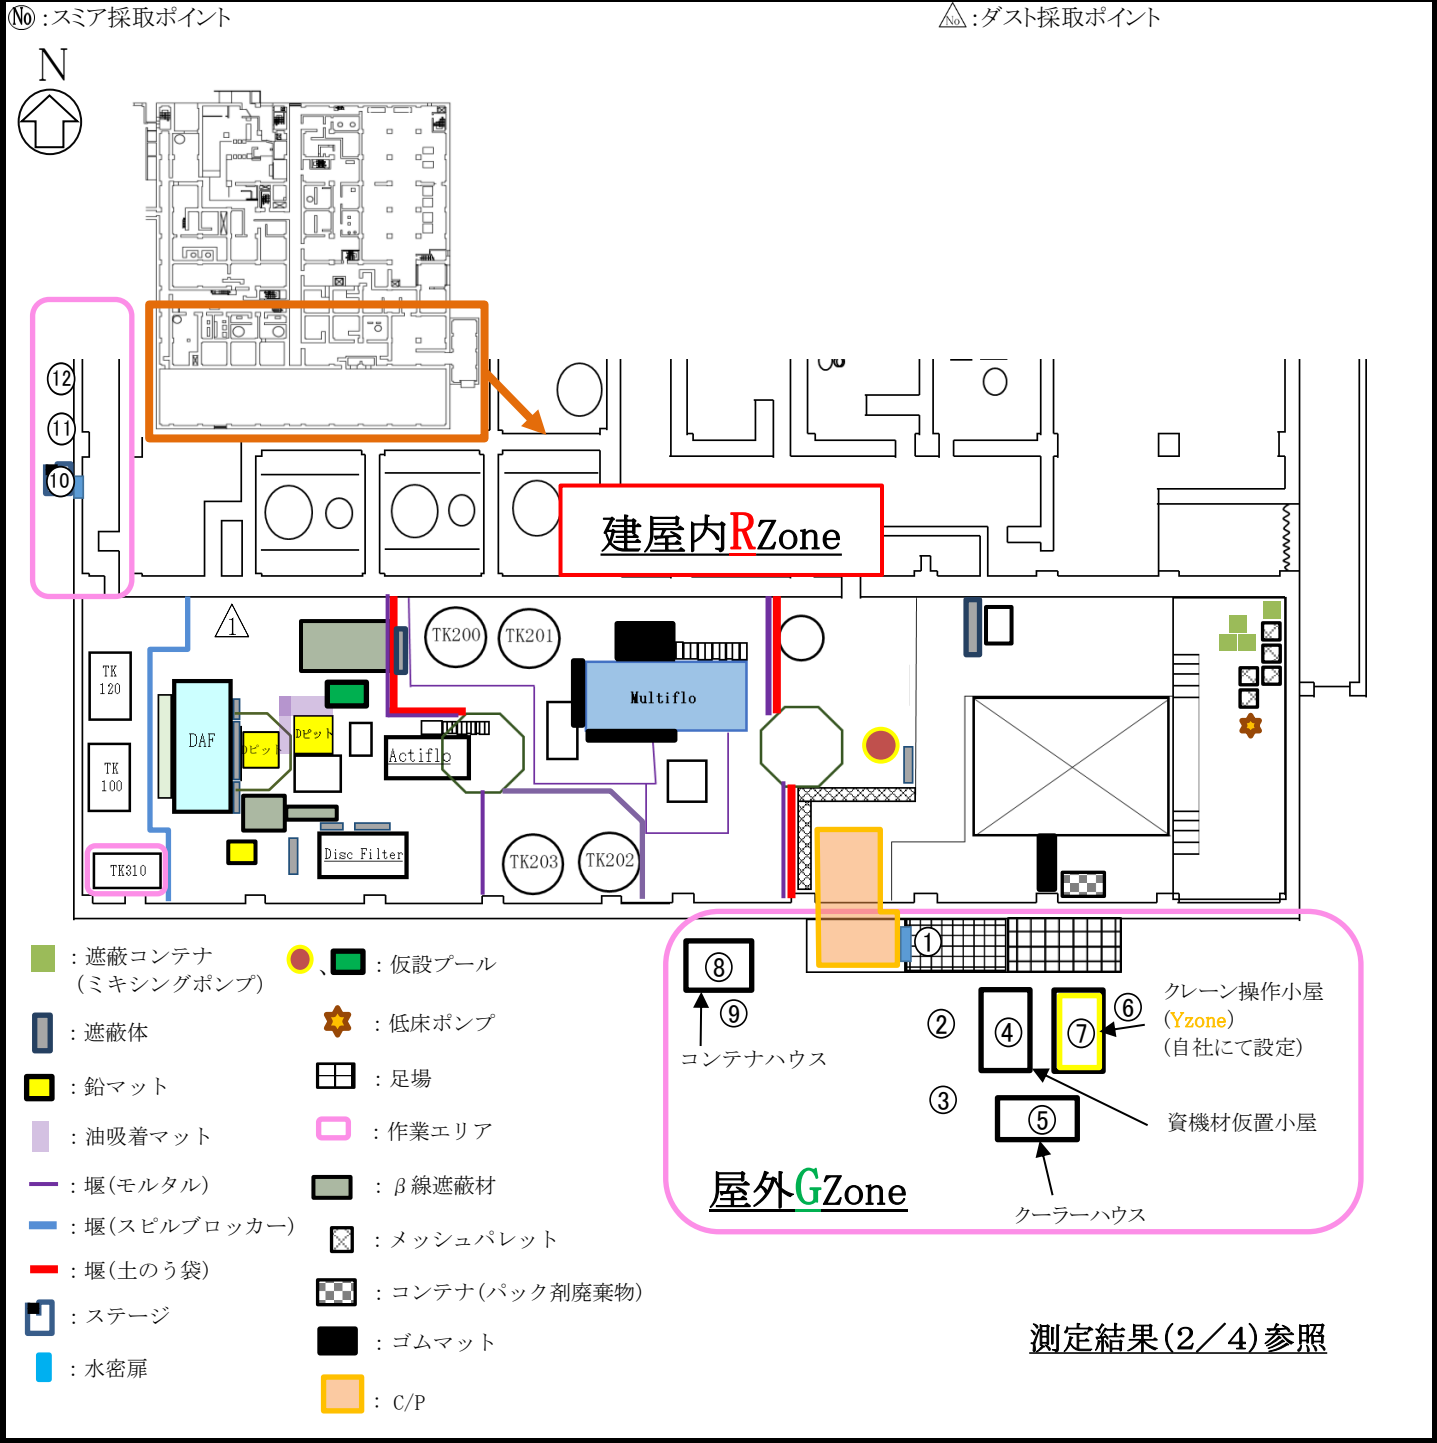 No：スミア採取ポイント
No：ダスト採取ポイント
N
⑫
⑪
⑩
建屋内RZone
1
TK200
TK201
TK
120
Multiflo
DAF
Dピット
Dピット
Actiflo
TK
100
Disc Filter
TK203
TK202
TK310
①
⑧
⑨
コンテナハウス
②
④
⑦
⑥
クレーン操作小屋
(Yzone)
(自社にて設定)
③
⑤
資機材仮置小屋
クーラーハウス
屋外GZone
：遮蔽コンテナ
(ミキシングポンプ)
：遮蔽体
：鉛マット
：油吸着マット
：堰(モルタル)
：堰(スピルブロッカー)
：堰(土のう袋)
：ステージ
：水密扉
、：仮設プール
：低床ポンプ
：足場
：作業エリア
：β線遮蔽材
：メッシュパレット
：コンテナ(パック剤廃棄物)
：ゴムマット
：C/P
測定結果(2／4)参照